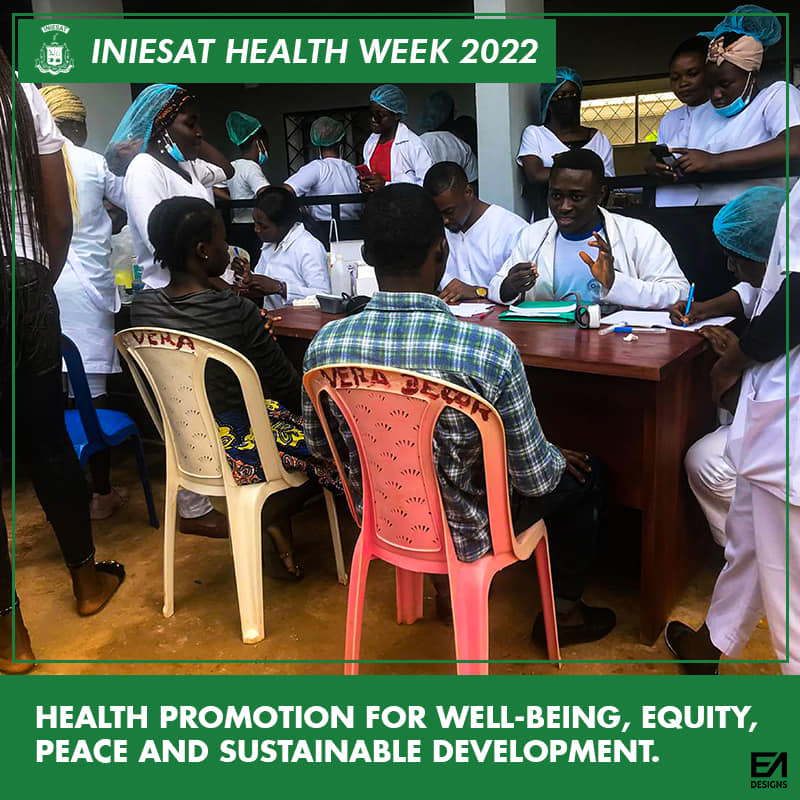 INIESAT
INIESAT HEALTH WEEK 2022
VERA
VERA DECOR
HEALTH PROMOTION FOR WELL-BEING, EQUITY,
PEACE AND SUSTAINABLE DEVELOPMENT.
EA
DESIGNS